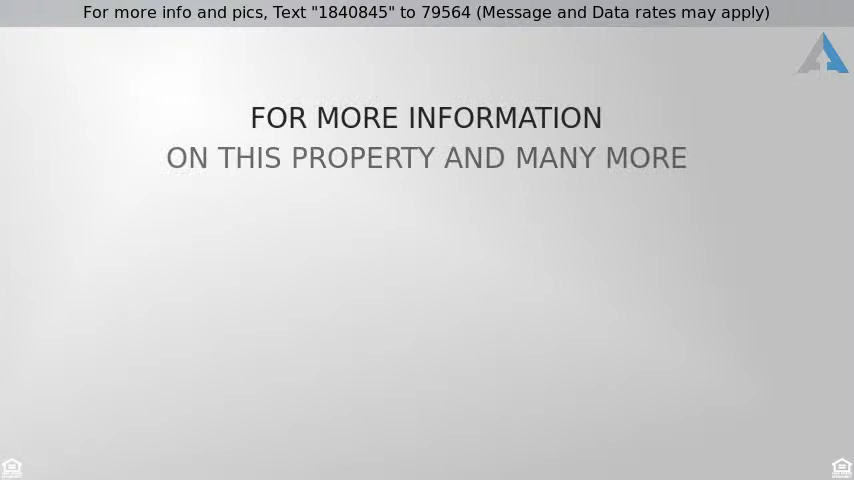 For more info and pics, Text "1840845" to 79564 (Message and Data rates may apply)
FOR MORE INFORMATION
ON THIS PROPERTY AND MANY MORE